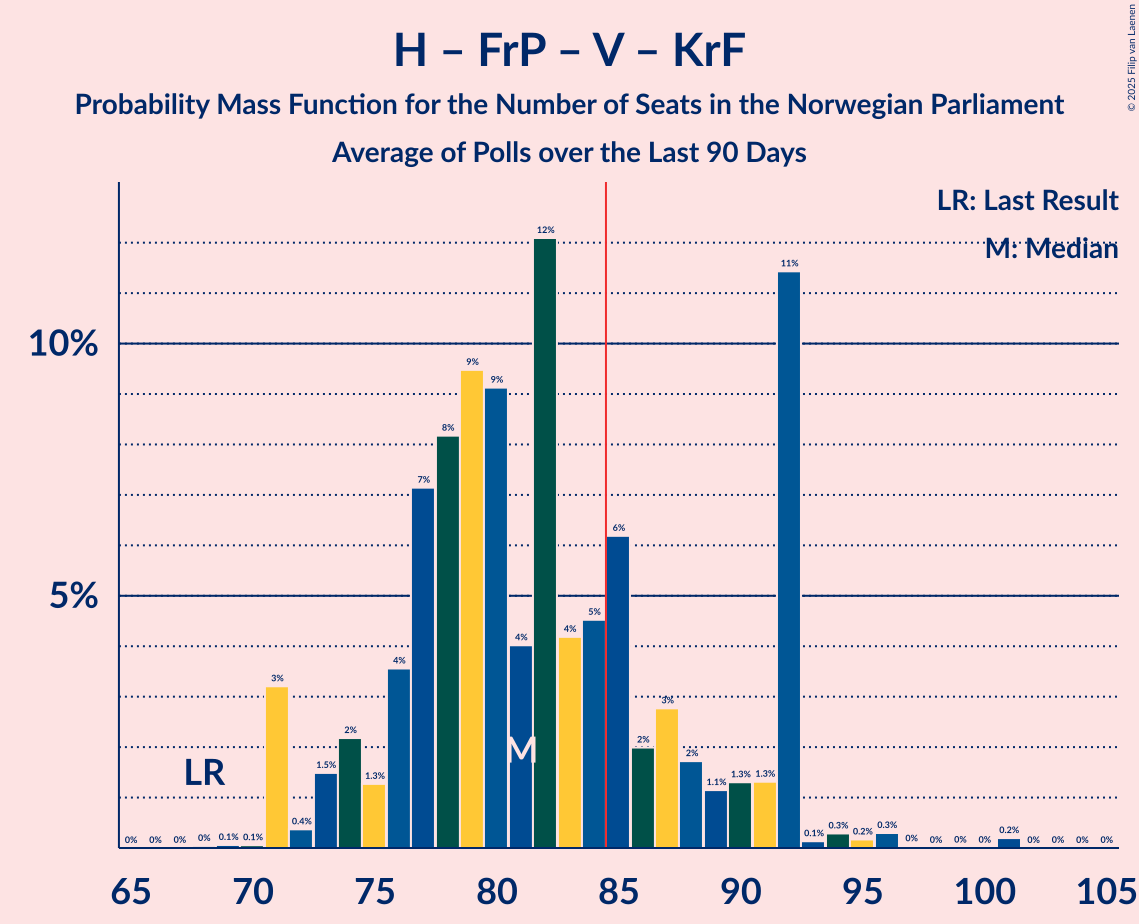 H – FrP – V – KrF
Probability Mass Function for the Number of Seats in the Norwegian Parliament
Average of Polls over the Last 90 Days
© 2025 Filip van Laenen
LR: Last Result
M: Median
10%
5%
0% 0% 0% 0% 0.1% 0.1% 3% 0.4% 1.5% 2% 1.3% 4% 7% 8% 9% 9% 4% 12% 4% 5% 6% 2% 3% 2% 1.1% 1.3% 1.3% 11% 0.1% 0.3% 0.2% 0.3% 0% 0% 0% 0% 0.2% 0% 0% 0% 0%
LR
M
65 70 75 80 85 90 95 100 105